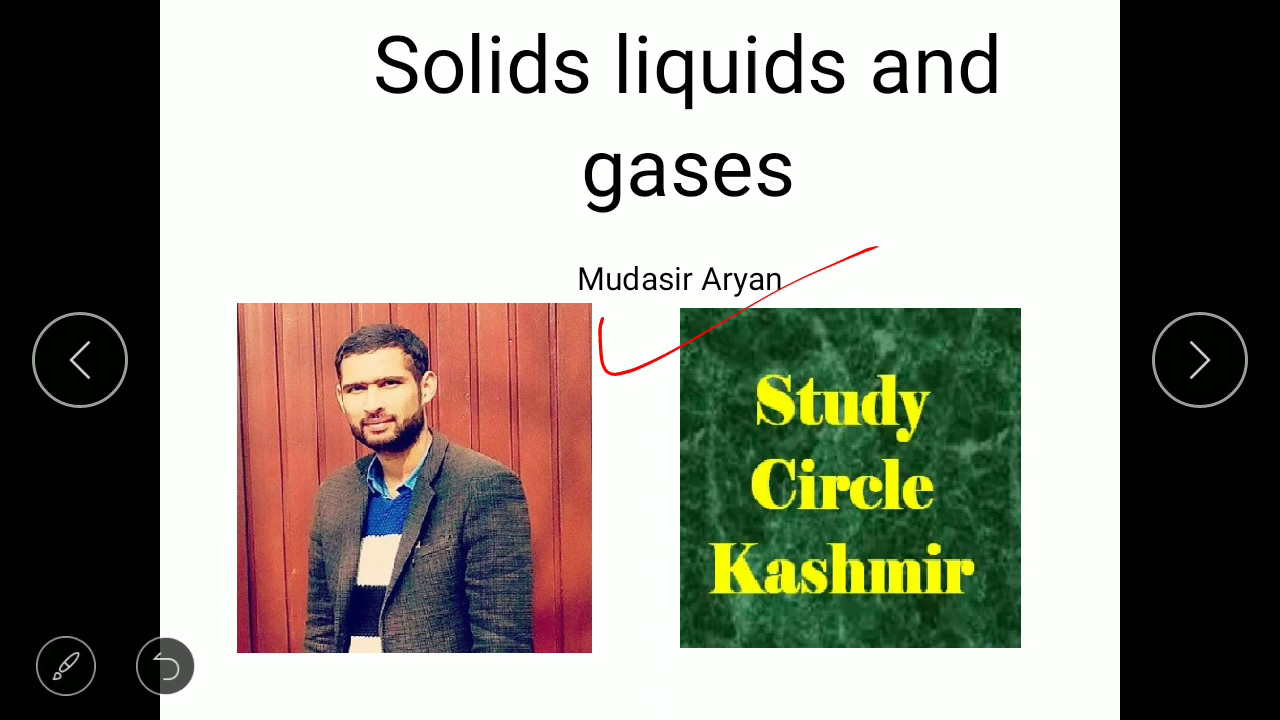 Solids liquids and
gases
Mudasir Aryan
Study
Circle
Kashmir